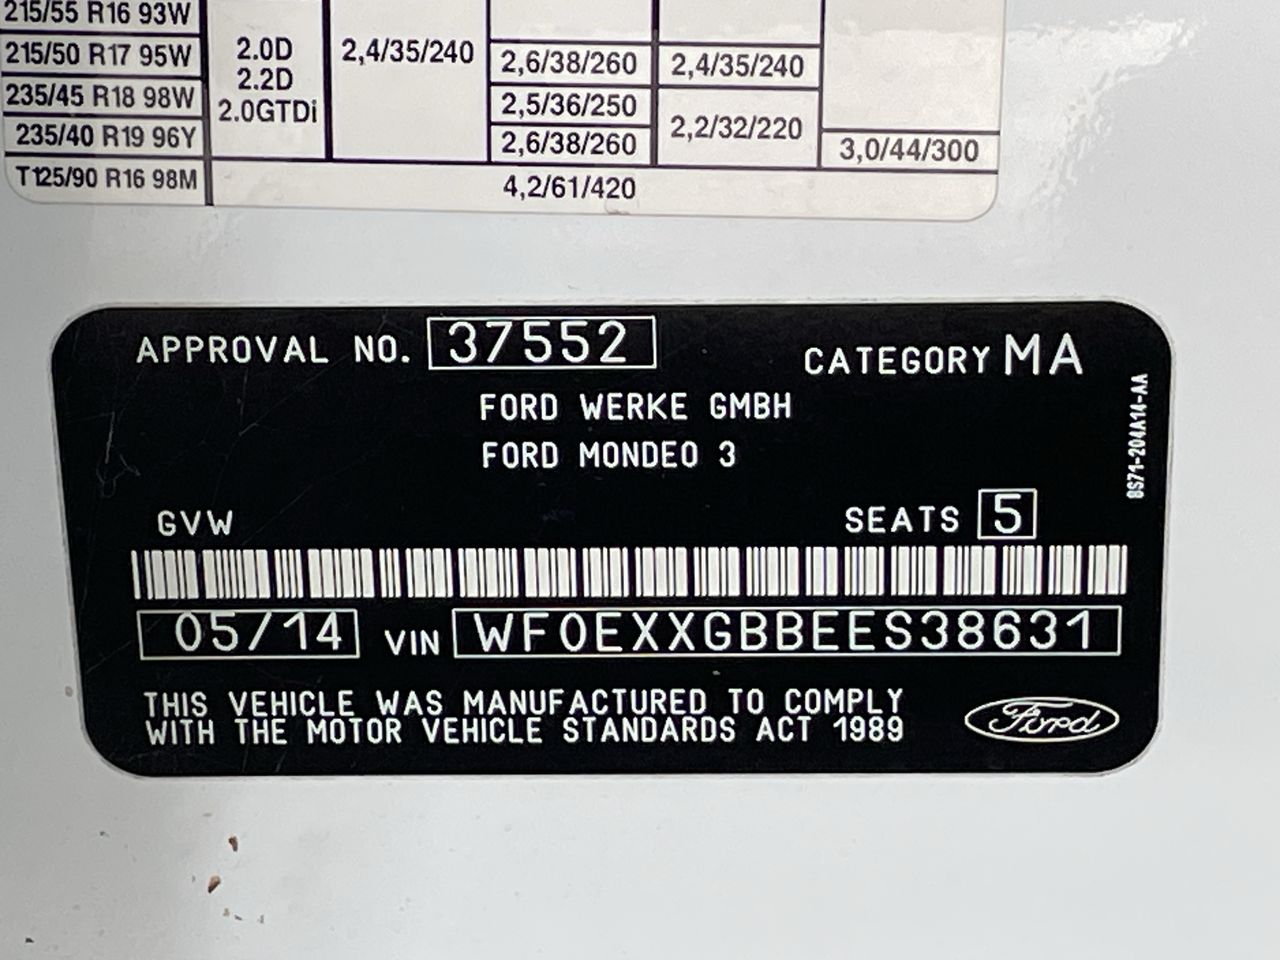 215/55 R16 93W
215/50 R17 95W
235/45 R18 98W
235/40 R19 96Y
T125/90 R16 98M
2.0D
2.2D
2.0GTDi
2,4/35/240
2,6/38/260
2,5/36/250
2,6/38/260
2,4/35/240
2,2/32/220
3,0/44/300
4,2/61/420
APPROVAL NO. 37552
CATEGORY MA
FORD WERKE GMBH
FORD MONDEO 3
8S71-204A14-AA
GVW
SEATS 5
05/14 VIN WF0EXXGBBEES38631
THIS VEHICLE WAS MANUFACTURED TO COMPLY
WITH THE MOTOR VEHICLE STANDARDS ACT 1989
Ford